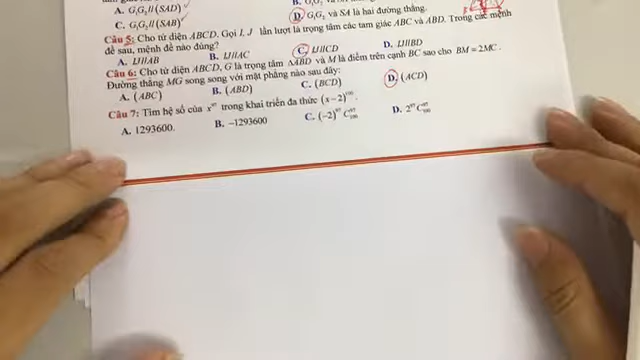 A. G₁G₂//(SAD)
D. G₁G₂ và SA là hai đường thẳng.
C. G₁G₂//(SAB)
Câu 5: Cho tứ diện ABCD. Gọi I, J lần lượt là trọng tâm các tam giác ABC và ABD. Trong các mệnh
đề sau, mệnh đề nào đúng?
A. IJ//AB B. IJ//AC C. IJ//CD D. IJ//BD
Câu 6: Cho tứ diện ABCD, G là trọng tâm ΔABD và M là điểm trên cạnh BC sao cho BM = 2MC.
Đường thẳng MG song song với mặt phẳng nào sau đây:
A. (ABC) B. (ABD) C. (BCD) D. (ACD)
Câu 7: Tìm hệ số của x⁹⁷ trong khai triển đa thức (x−2)¹⁰⁰.
A. 1293600. B. −1293600 C. (−2)⁹⁷C₁₀₀⁹⁷ D. 2⁹⁷C₁₀₀⁹⁷